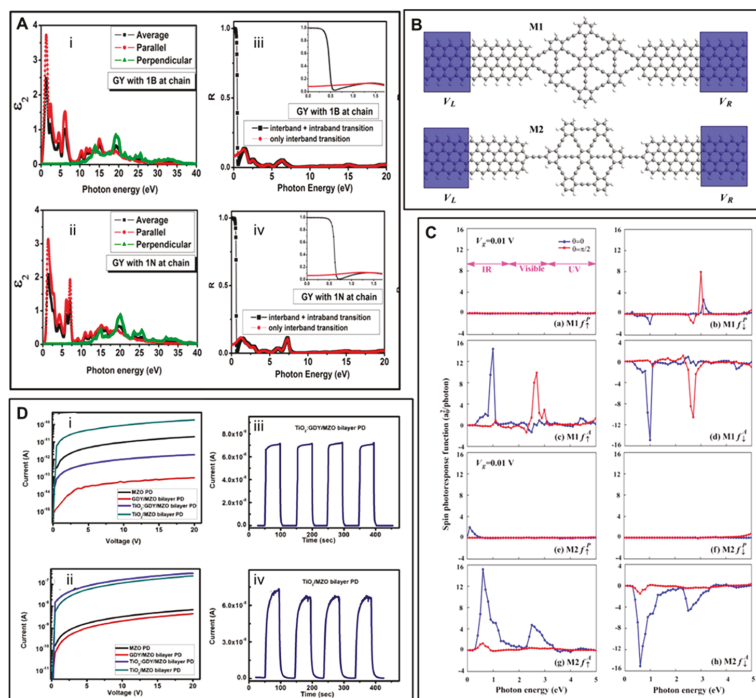 A
i
Average
Parallel
Perpendicular
GY with 1B at chain
ε2
Photon energy (eV)
iii
R
GY with 1B at chain
interband + intraband transition
only interband transition
Photon Energy (eV)
ii
Average
Parallel
Perpendicular
GY with 1N at chain
ε2
Photon energy (eV)
iv
R
GY with 1N at chain
interband + intraband transition
only interband transition
Photon energy (eV)
B
M1
VL
VR
M2
VL
VR
C
Vg=0.01 V
θ=0
θ=π/2
IR
Visible
UV
(a) M1 f↑P
(b) M1 f↓P
(c) M1 f↑A
(d) M1 f↓A
Vg=0.01 V
(e) M2 f↑P
(f) M2 f↓P
(g) M2 f↑A
(h) M2 f↓A
Photon energy (eV)
Photon energy (eV)
D
i
MZO PD
GDY/MZO bilayer PD
TiO2:GDY/MZO bilayer PD
TiO2/MZO bilayer PD
Current (A)
Voltage (V)
iii
TiO2:GDY/MZO bilayer PD
Current (A)
8.0x10-8
Time (sec)
ii
MZO PD
GDY/MZO bilayer PD
TiO2:GDY/MZO bilayer PD
TiO2/MZO bilayer PD
Current (A)
Voltage (V)
iv
TiO2/MZO bilayer PD
Current (A)
Time (sec)